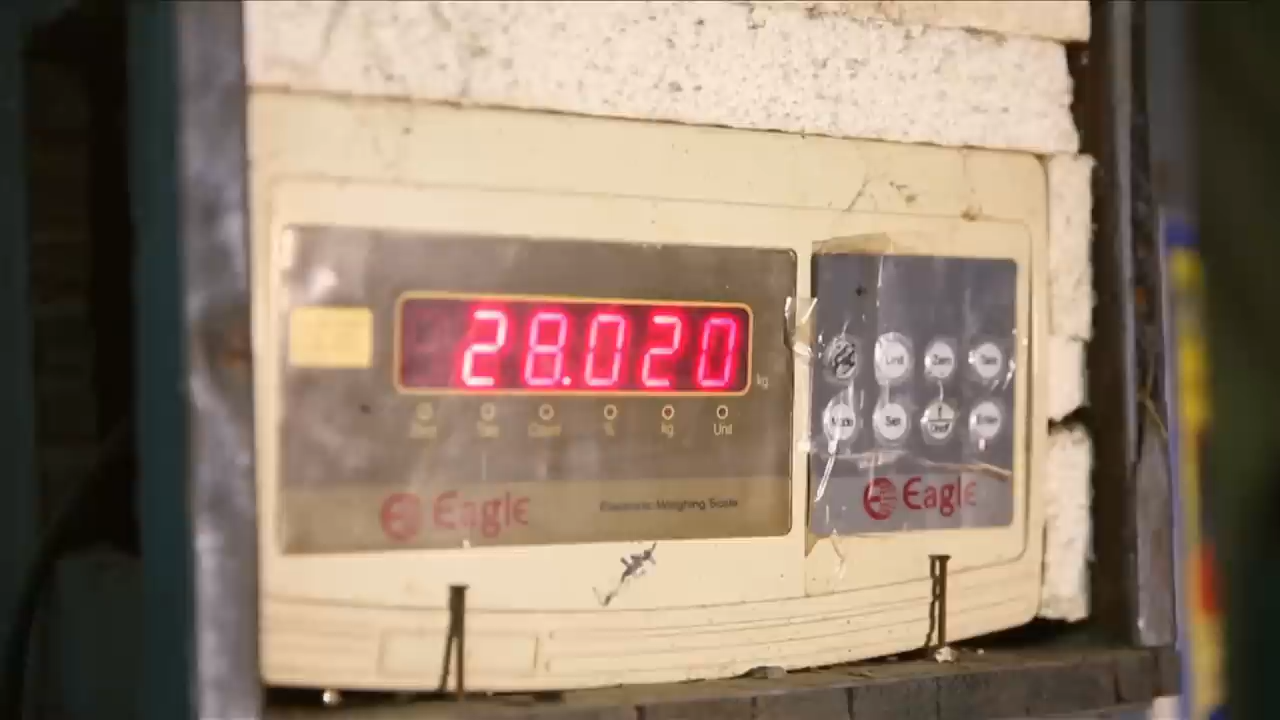 28.020
kg
Zero Tare Count % kg Unit
Eagle
Electronic Weighing Scale
Unit Zero Tare
Mode Set Enter
Eagle